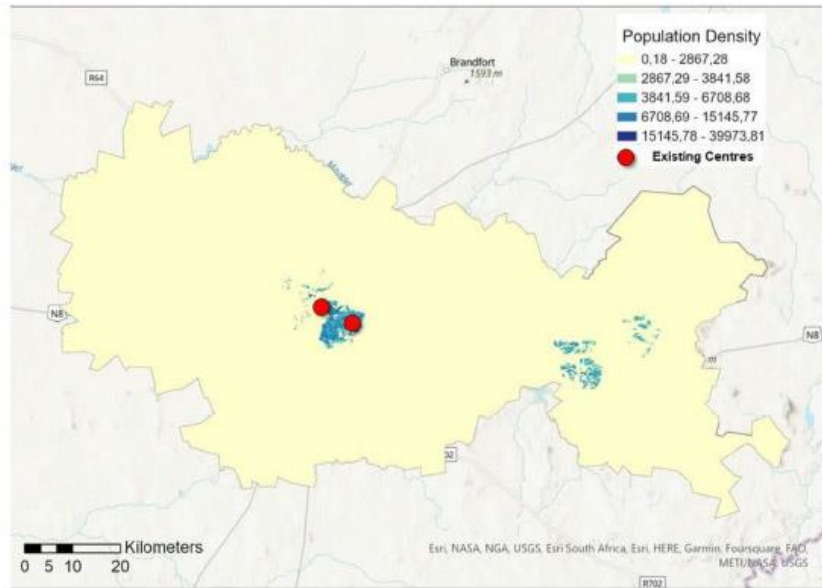 Population Density
0,18 - 2867,28
2867,29 - 3841,58
3841,59 - 6708,68
6708,69 - 15145,77
15145,78 - 39973,81
Existing Centres
Brandfort
1593 m
R64
Modder
N8
N8
m
Kilometers
0 5 10 20
Esri, NASA, NGA, USGS, Esri South Africa, Esri, HERE, Garmin, Foursquare, FAO,
METI/NASA, USGS
R702